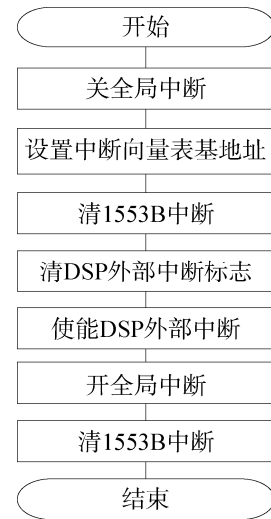 开始
关全局中断
设置中断向量表基地址
清1553B中断
清DSP外部中断标志
使能DSP外部中断
开全局中断
清1553B中断
结束